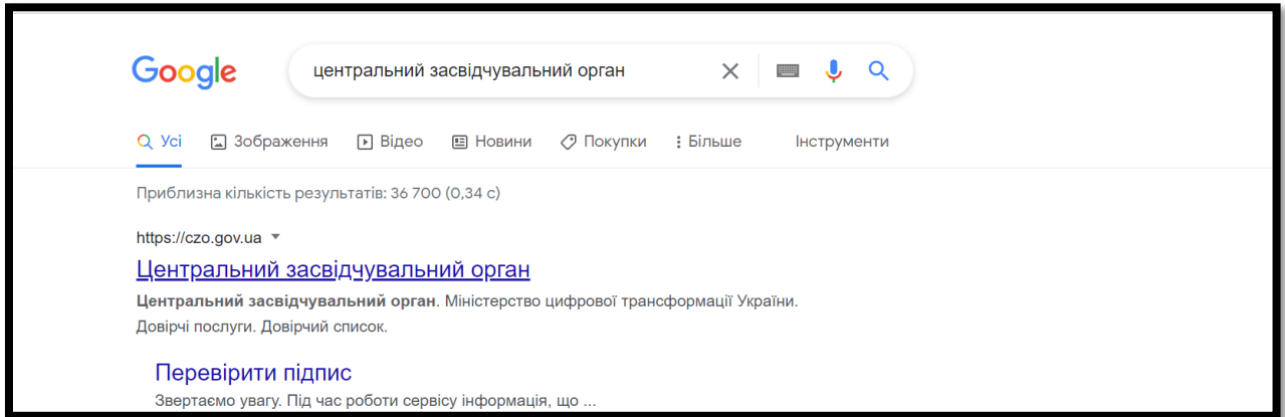 Google
центральний засвідчувальний орган
Усі Зображення Відео Новини Покупки Більше Інструменти
Приблизна кількість результатів: 36 700 (0,34 с)
https://czo.gov.ua
Центральний засвідчувальний орган
Центральний засвідчувальний орган. Міністерство цифрової трансформації України.
Довірчі послуги. Довірчий список.
Перевірити підпис
Звертаємо увагу. Під час роботи сервісу інформація, що ...